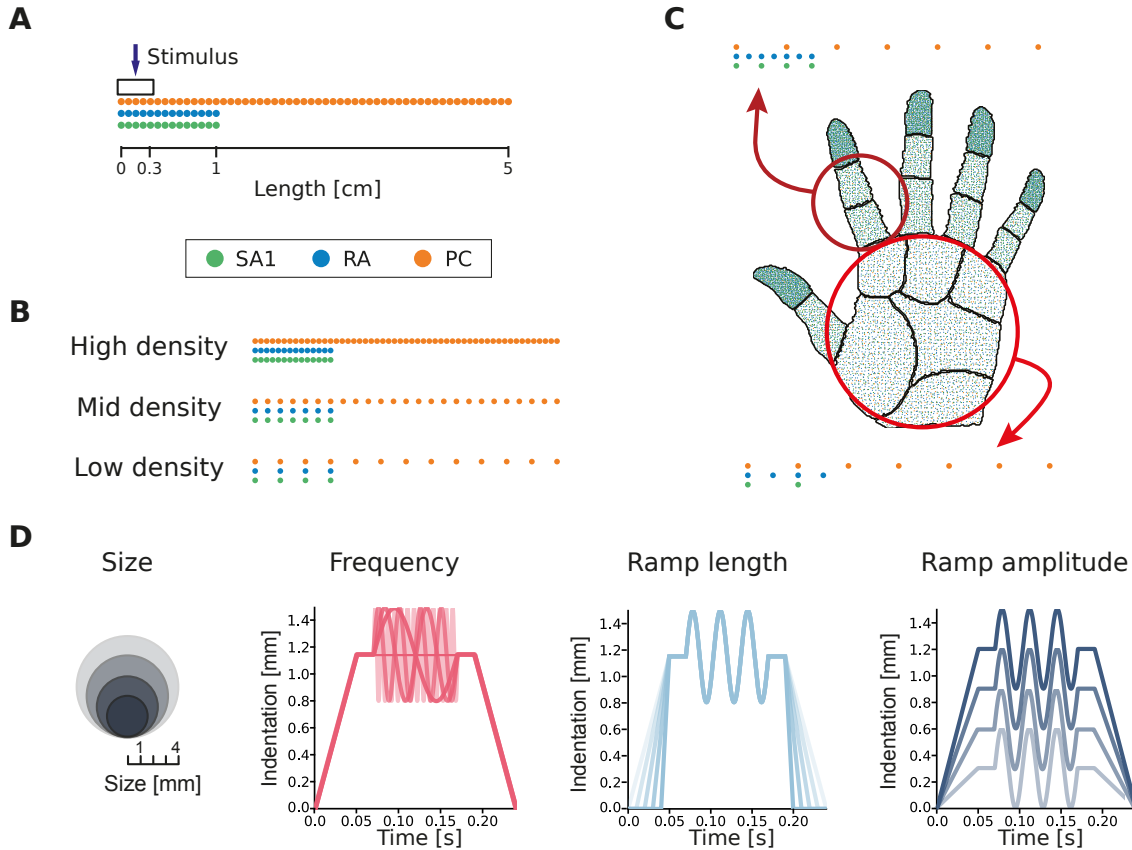 A
Stimulus
0 0.3 1 5
Length [cm]
SA1 RA PC
B
High density
Mid density
Low density
C
D
Size
1 4
Size [mm]
Frequency
Indentation [mm]
1.4
1.2
1.0
0.8
0.6
0.4
0.2
0.0
0.0 0.05 0.10 0.15 0.20
Time [s]
Ramp length
Indentation [mm]
1.4
1.2
1.0
0.8
0.6
0.4
0.2
0.0
0.0 0.05 0.10 0.15 0.20
Time [s]
Ramp amplitude
Indentation [mm]
1.4
1.2
1.0
0.8
0.6
0.4
0.2
0.0
0.0 0.05 0.10 0.15 0.20
Time [s]